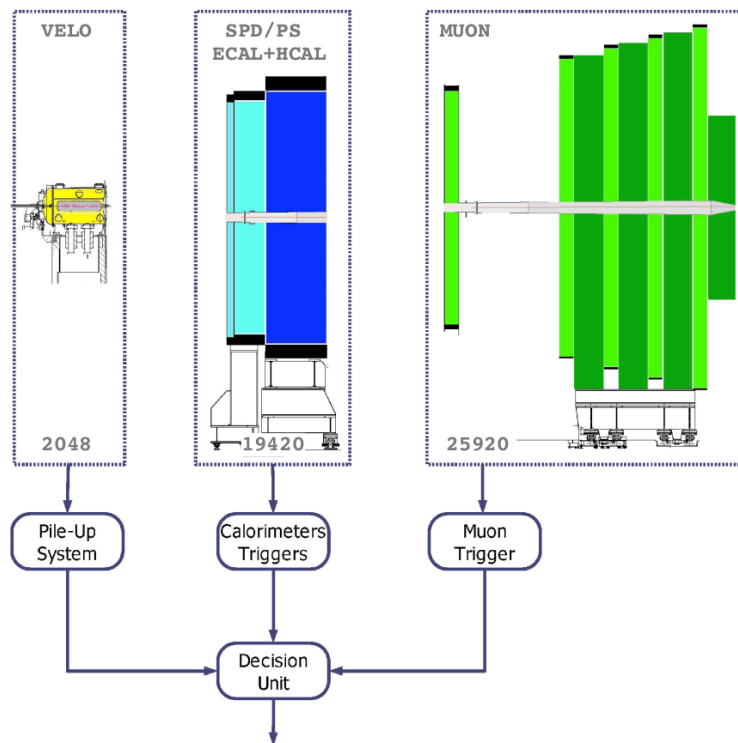 VELO
SPD/PS
ECAL+HCAL
MUON
2048
19420
25920
Pile-Up
System
Calorimeters
Triggers
Muon
Trigger
Decision
Unit